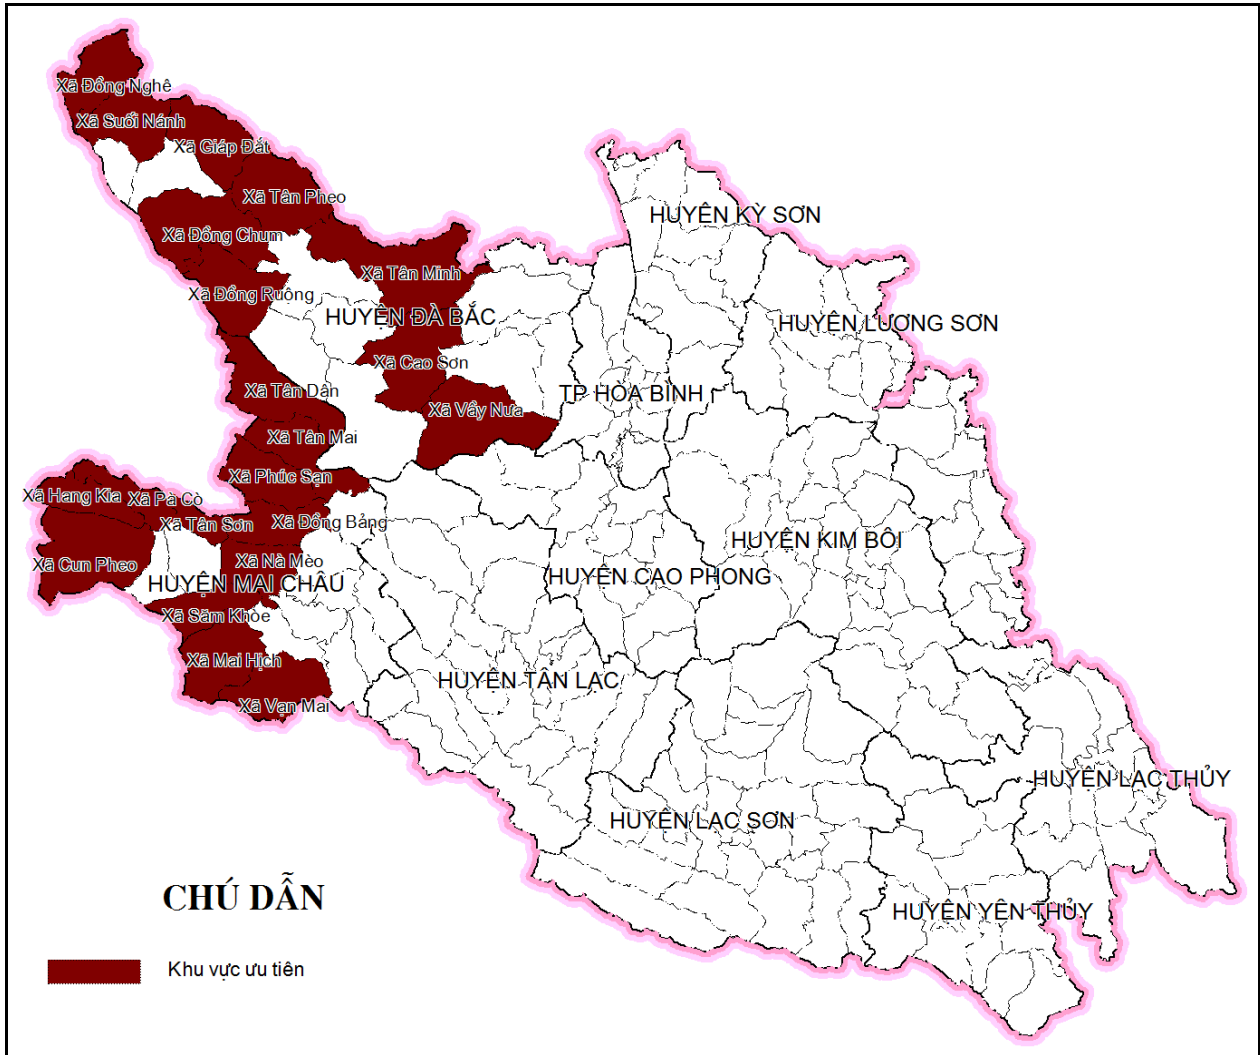 Xã Đồng Nghê
Xã Suối Nánh
Xã Giáp Đắt
Xã Tân Pheo
HUYỆN KỲ SƠN
Xã Đồng Chum
Xã Tân Minh
Xã Đồng Ruộng
HUYỆN ĐÀ BẮC
HUYỆN LƯƠNG SƠN
Xã Cao Sơn
Xã Tân Dân
TP HÒA BÌNH
Xã Vầy Nưa
Xã Tân Mai
Xã Phúc Sạn
Xã Hang Kia
Xã Pà Cò
Xã Tân Sơn
Xã Đồng Bảng
HUYỆN KIM BÔI
Xã Cun Pheo
Xã Nà Mèo
HUYỆN MAI CHÂU
HUYỆN CAO PHONG
Xã Săm Khòe
Xã Mai Hịch
HUYỆN TÂN LẠC
Xã Vạn Mai
HUYỆN LẠC THỦY
HUYỆN LẠC SƠN
CHÚ DẪN
HUYỆN YÊN THỦY
Khu vực ưu tiên